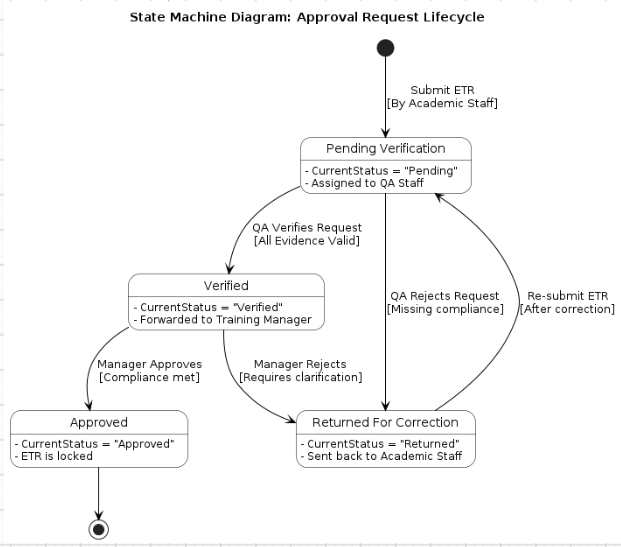 State Machine Diagram: Approval Request Lifecycle
Submit ETR
[By Academic Staff]
Pending Verification
- CurrentStatus = "Pending"
- Assigned to QA Staff
QA Verifies Request
[All Evidence Valid]
Verified
- CurrentStatus = "Verified"
- Forwarded to Training Manager
QA Rejects Request
[Missing compliance]
Re-submit ETR
[After correction]
Manager Approves
[Compliance met]
Manager Rejects
[Requires clarification]
Approved
- CurrentStatus = "Approved"
- ETR is locked
Returned For Correction
- CurrentStatus = "Returned"
- Sent back to Academic Staff